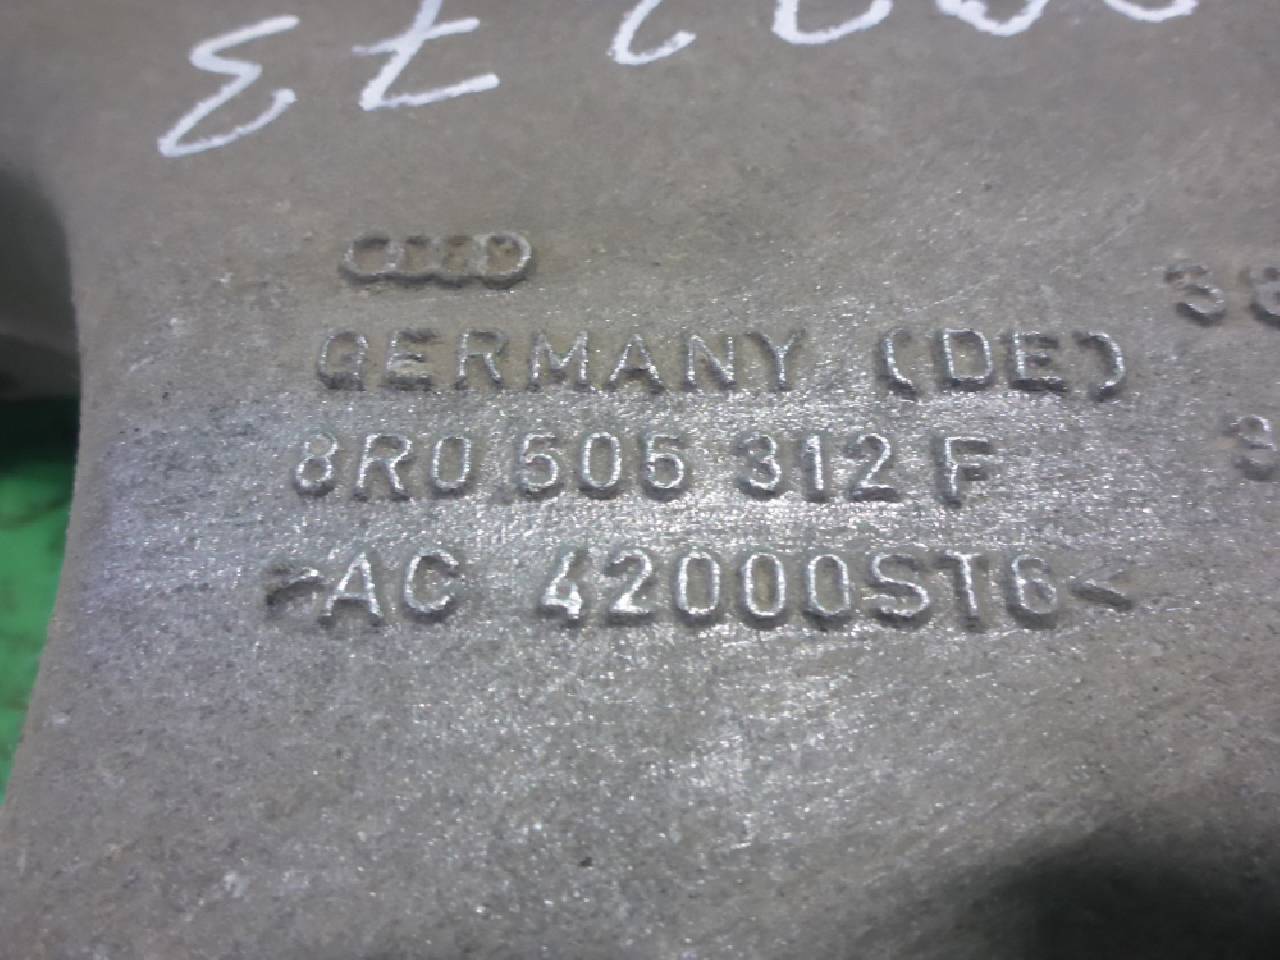 GERMANY (DE)
8R0 505 312 F
>AC 42000ST6<